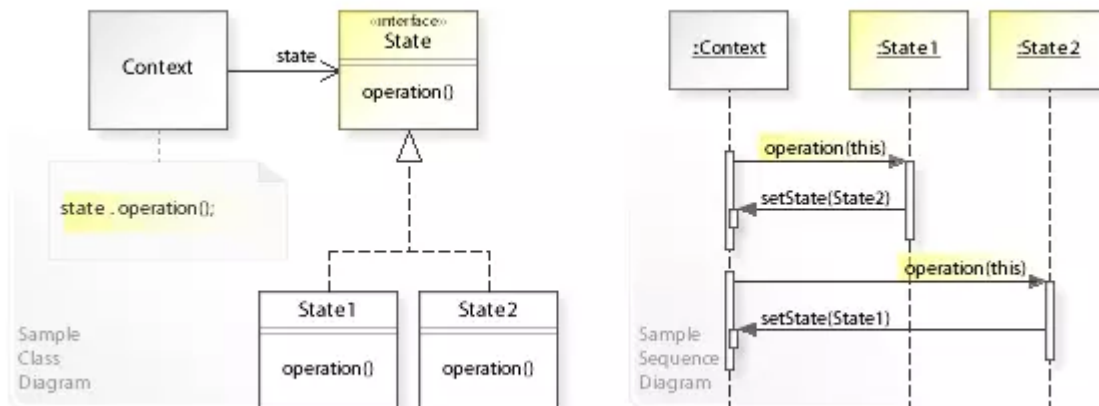 «interface»
State
Context
state
operation()
state . operation();
State1
State2
operation()
operation()
Sample
Class
Diagram
:Context
:State1
:State2
operation(this)
setState(State2)
operation(this)
setState(State1)
Sample
Sequence
Diagram